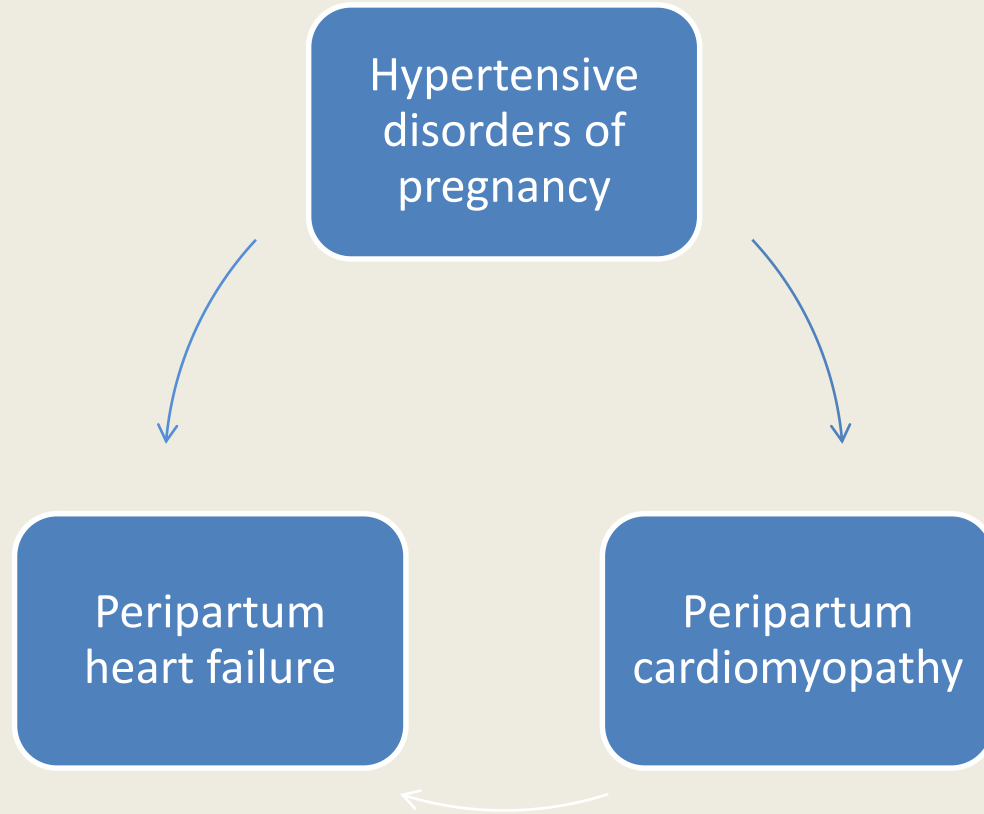 Hypertensive
disorders of
pregnancy
Peripartum
heart failure
Peripartum
cardiomyopathy